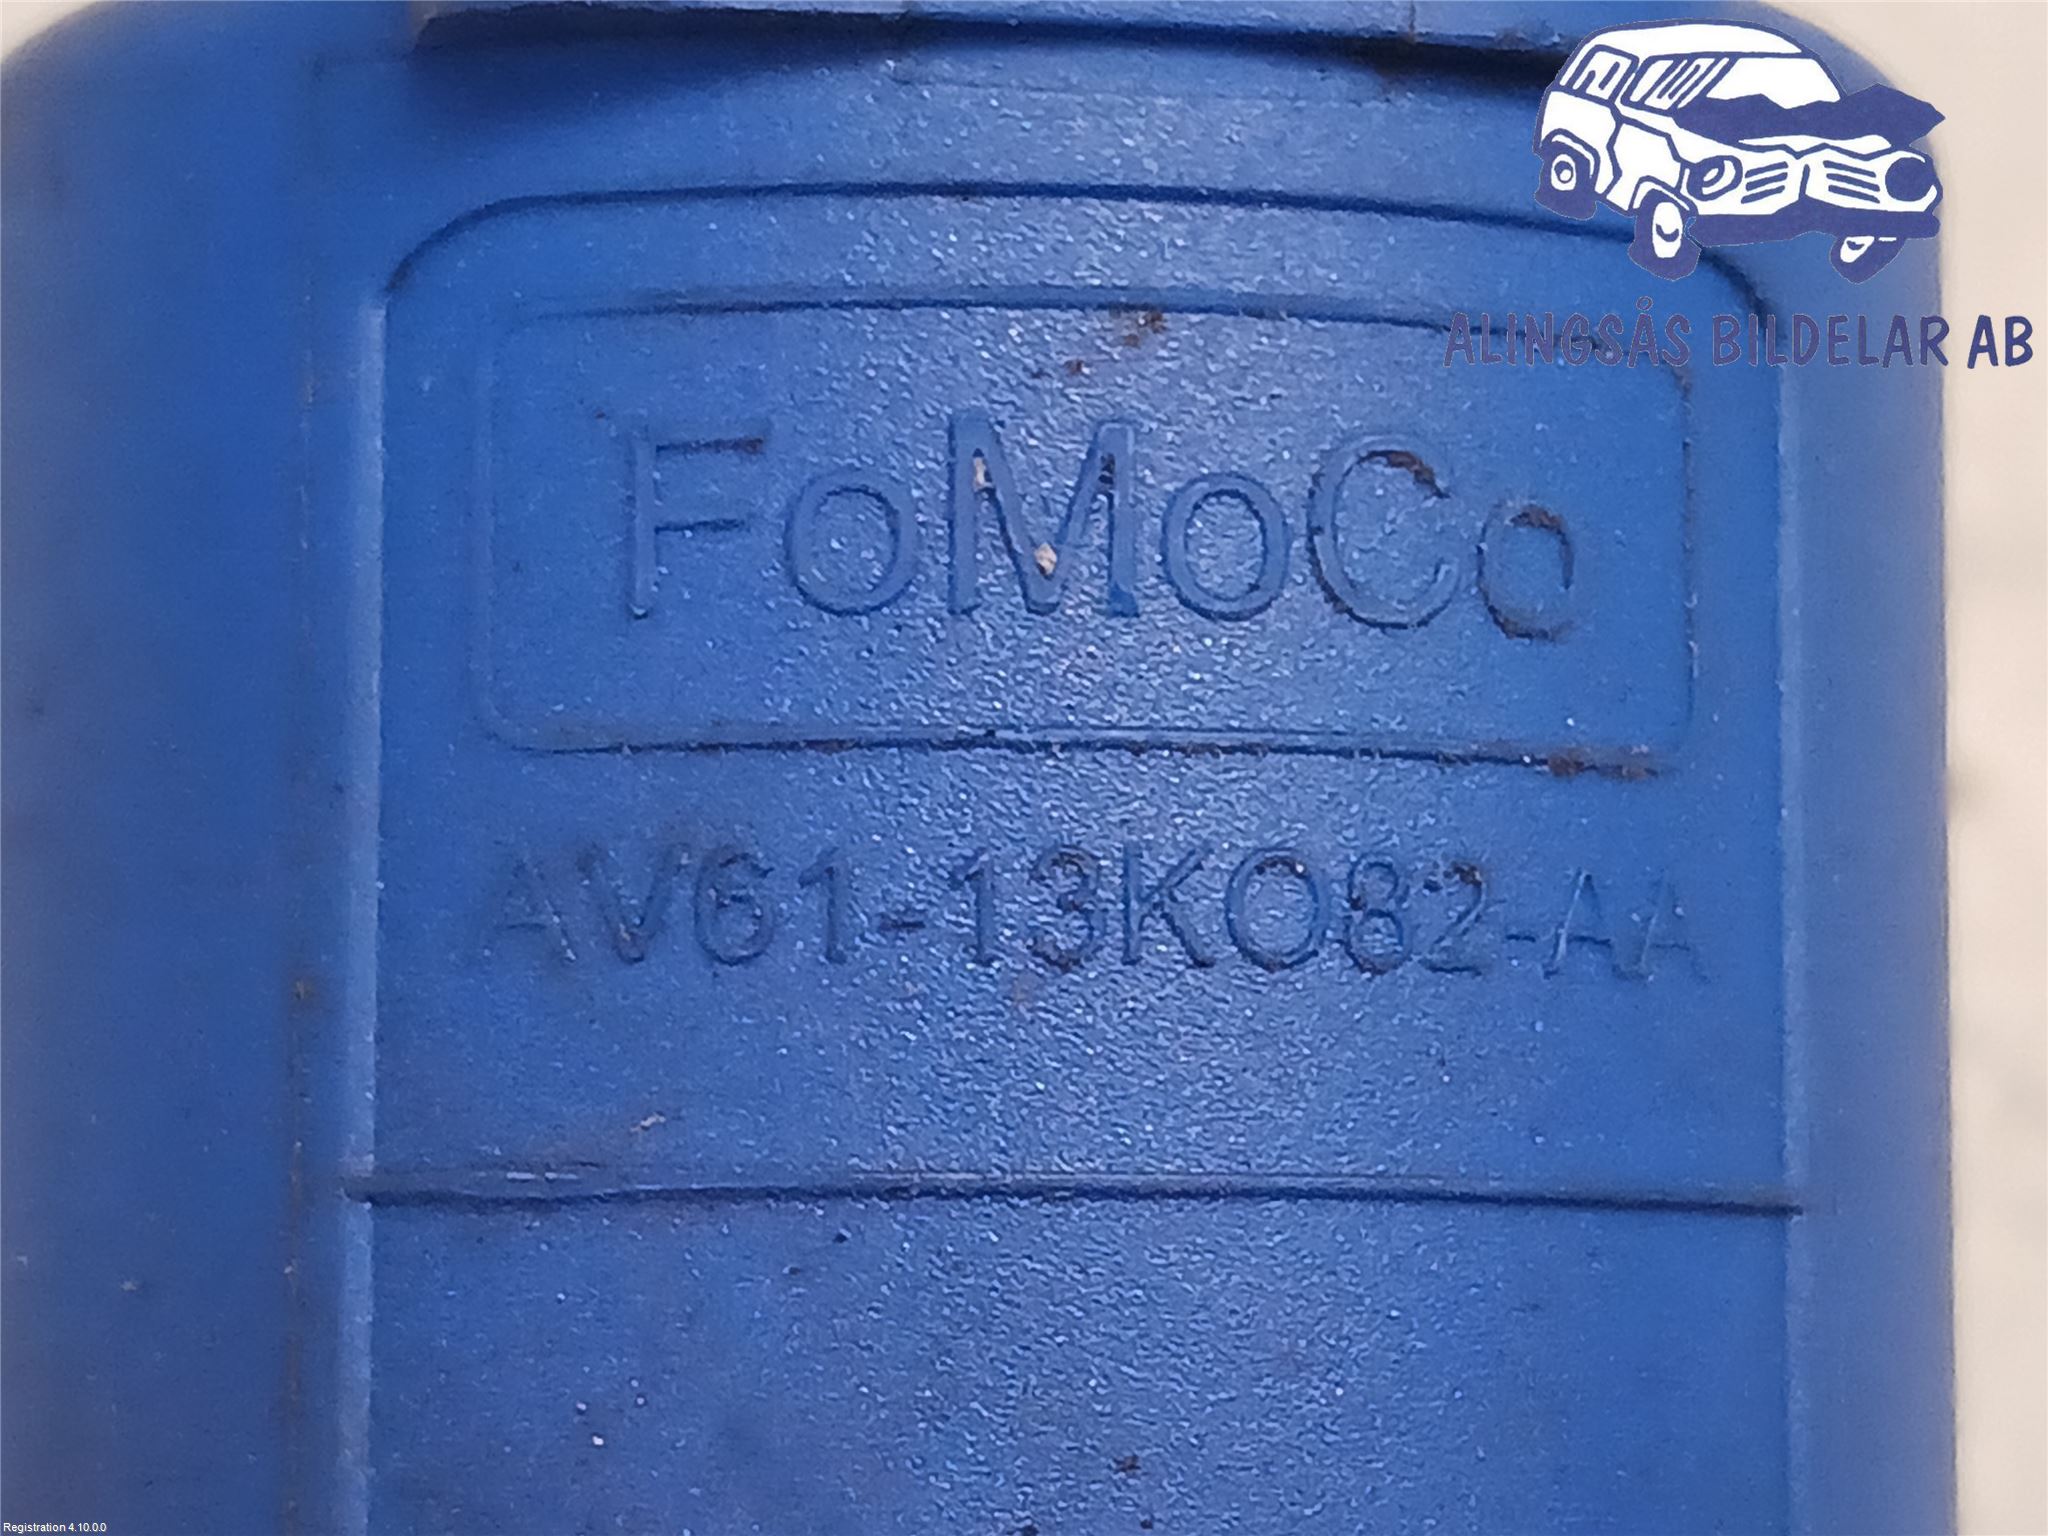 ALINGSÅS BILDELAR AB
FoMoCo
AV61-13K082-AA
Registration 4.10.0.0